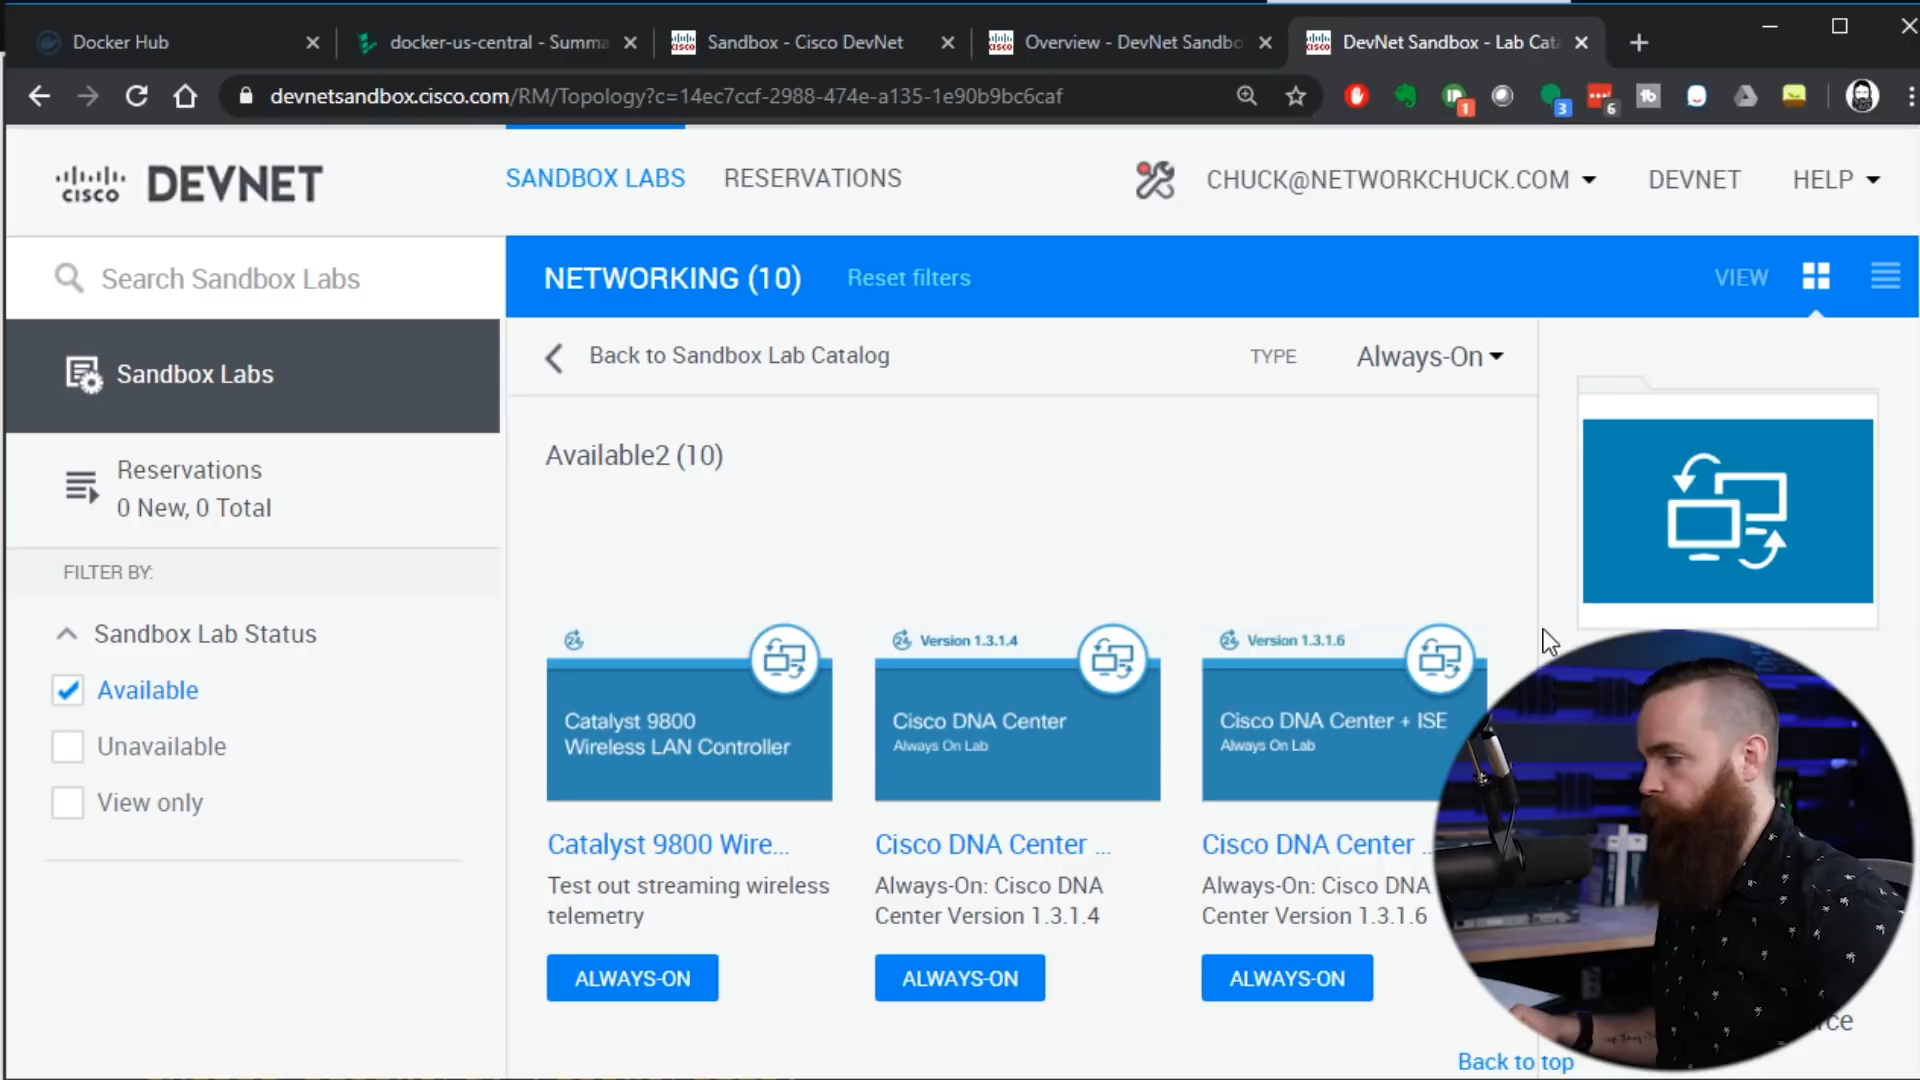 Docker Hub
docker-us-central - Summa
Sandbox - Cisco DevNet
Overview - DevNet Sandbo
DevNet Sandbox - Lab Cata
devnetsandbox.cisco.com/RM/Topology?c=14ec7ccf-2988-474e-a135-1e90b9bc6caf
1
3
6
CISCO DEVNET
SANDBOX LABS
RESERVATIONS
CHUCK@NETWORKCHUCK.COM
DEVNET
HELP
Search Sandbox Labs
NETWORKING (10)
Reset filters
VIEW
Sandbox Labs
Back to Sandbox Lab Catalog
TYPE
Always-On
Reservations
0 New, 0 Total
Available2 (10)
FILTER BY:
Sandbox Lab Status
Available
Unavailable
View only
24
Catalyst 9800
Wireless LAN Controller
Catalyst 9800 Wire...
Test out streaming wireless
telemetry
ALWAYS-ON
24 Version 1.3.1.4
Cisco DNA Center
Always On Lab
Cisco DNA Center ...
Always-On: Cisco DNA
Center Version 1.3.1.4
ALWAYS-ON
24 Version 1.3.1.6
Cisco DNA Center + ISE
Always On Lab
Cisco DNA Center ..
Always-On: Cisco DNA
Center Version 1.3.1.6
ALWAYS-ON
Back to top